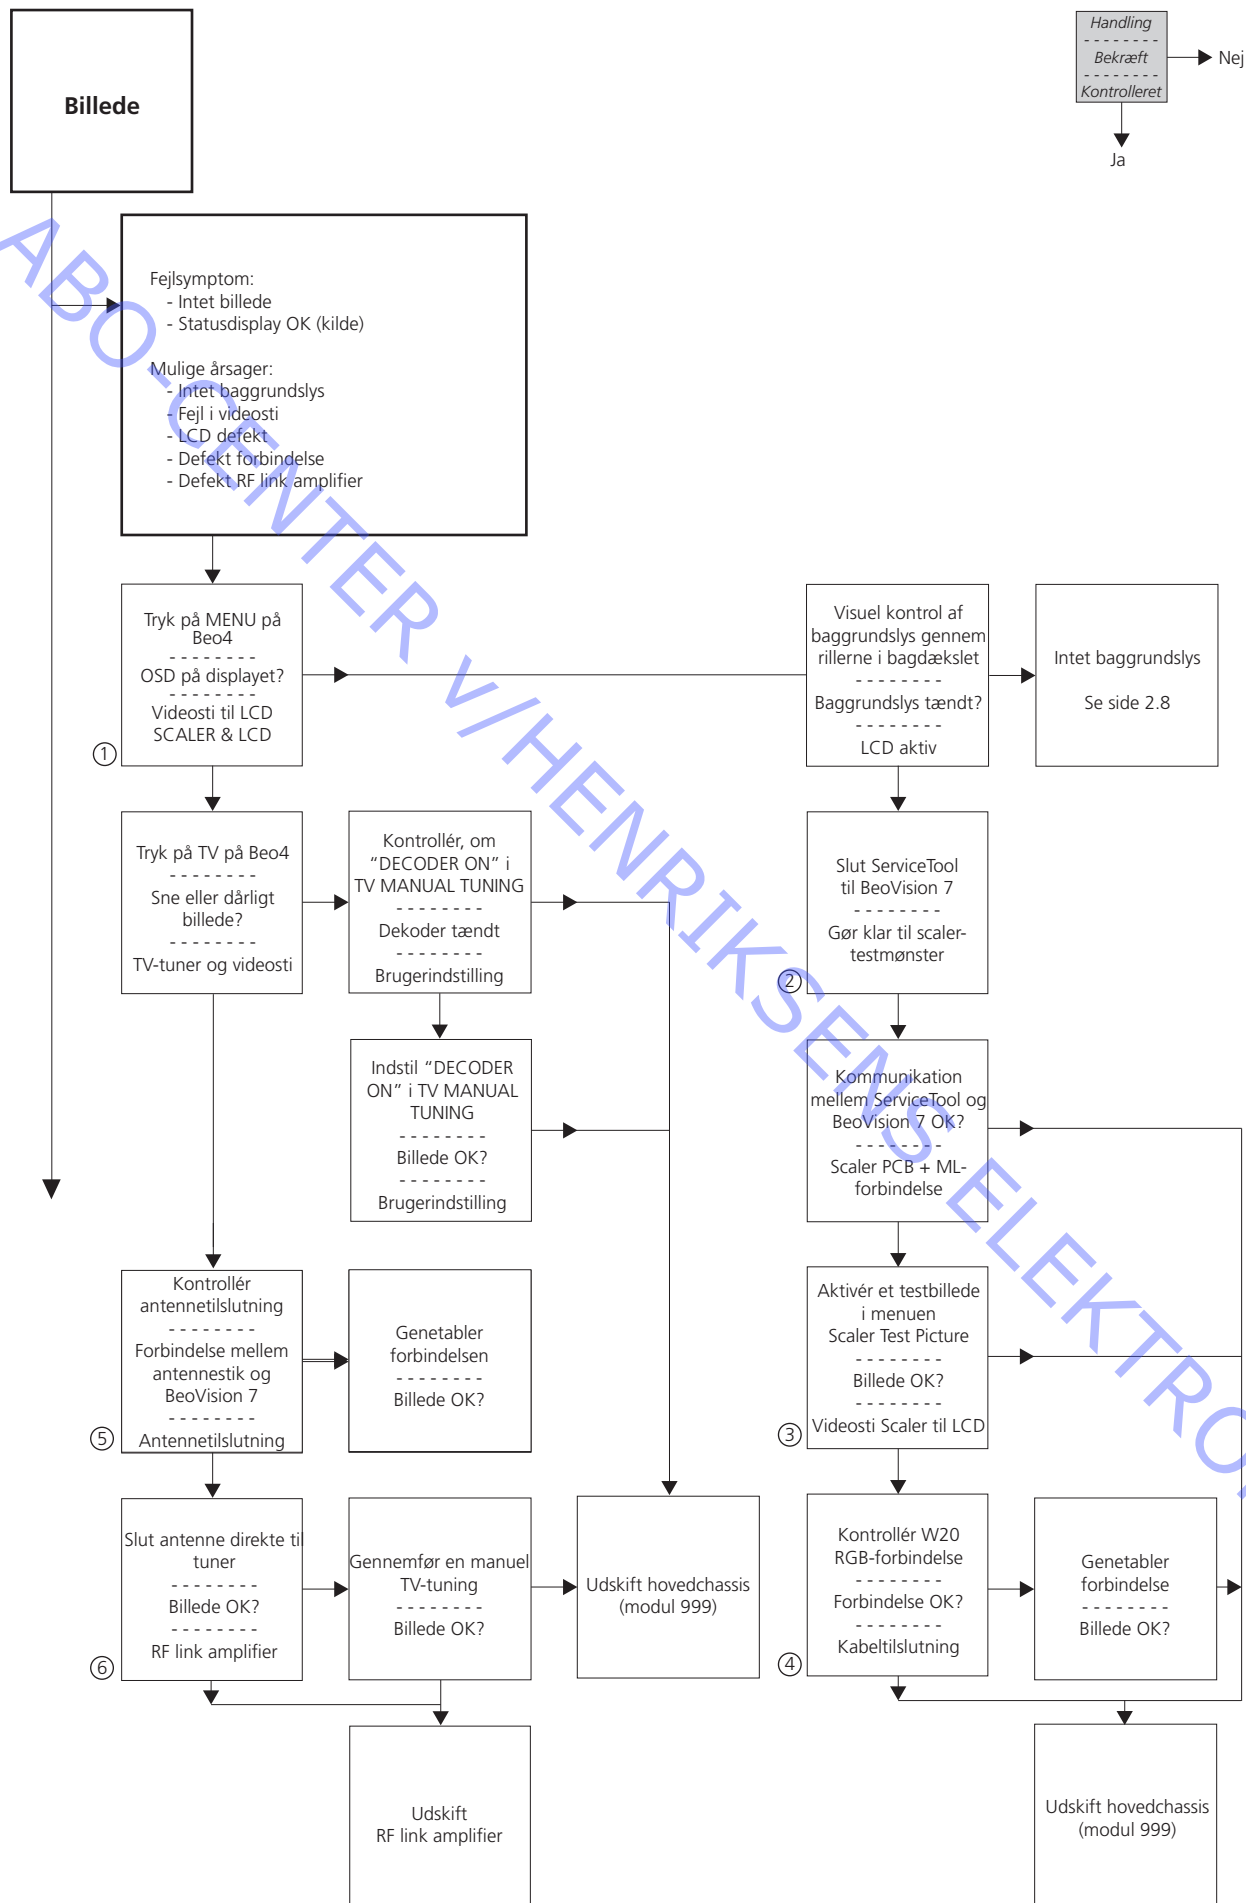 Billede
Handling
Bekræft
Kontrolleret
Nej
Ja
Fejlsymptom:
- Intet billede
- Statusdisplay OK (kilde)
Mulige årsager:
- Intet baggrundslys
- Fejl i videosti
- LCD defekt
- Defekt forbindelse
- Defekt RF link amplifier
Tryk på MENU på
Beo4
OSD på displayet?
Videosti til LCD
SCALER & LCD
1
Visuel kontrol af
baggrundslys gennem
rillerne i bagdækslet
Baggrundslys tændt?
LCD aktiv
Intet baggrundslys
Se side 2.8
Tryk på TV på Beo4
Sne eller dårligt
billede?
TV-tuner og videosti
Kontrollér, om
“DECODER ON” i
TV MANUAL TUNING
Dekoder tændt
Brugerindstilling
Slut ServiceTool
til BeoVision 7
Gør klar til scaler-
testmønster
2
Indstil “DECODER
ON” i TV MANUAL
TUNING
Billede OK?
Brugerindstilling
Kommunikation
mellem ServiceTool og
BeoVision 7 OK?
Scaler PCB + ML-
forbindelse
Kontrollér
antennetilslutning
Forbindelse mellem
antennestik og
BeoVision 7
Antennetilslutning
5
Genetabler
forbindelsen
Billede OK?
Aktivér et testbillede
i menuen
Scaler Test Picture
Billede OK?
Videosti Scaler til LCD
3
Slut antenne direkte til
tuner
Billede OK?
RF link amplifier
6
Gennemfør en manuel
TV-tuning
Billede OK?
Udskift hovedchassis
(modul 999)
Kontrollér W20
RGB-forbindelse
Forbindelse OK?
Kabeltilslutning
4
Genetabler
forbindelse
Billede OK?
Udskift
RF link amplifier
Udskift hovedchassis
(modul 999)
ABO-CENTER v/HENRIKSENS ELEKTRO